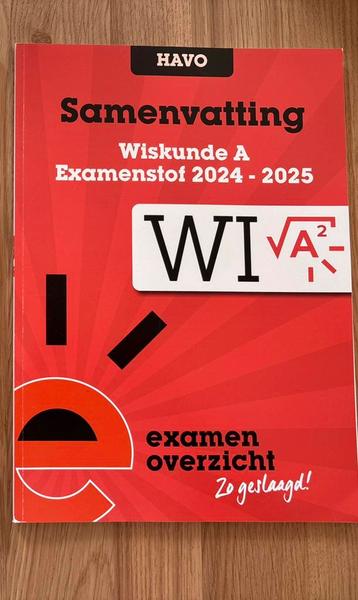 HAVO
Samenvatting
Wiskunde A
Examenstof 2024 - 2025
WI √A²
examen
overzicht
Zo geslaagd!